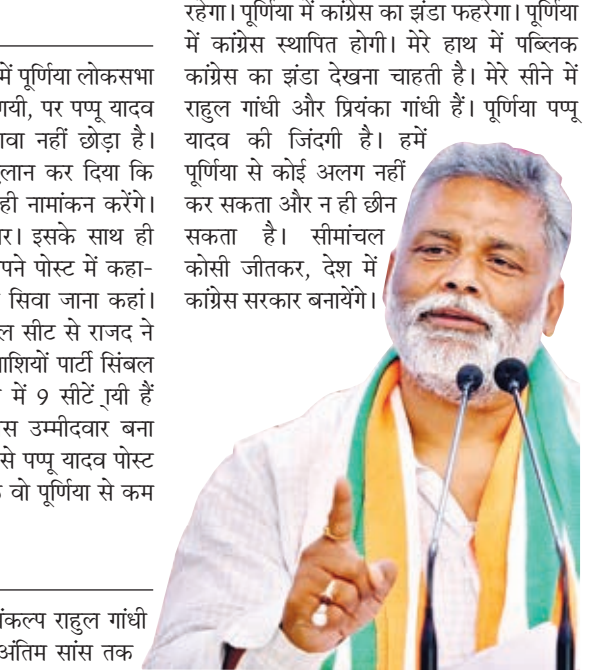 में पूर्णिया लोकसभा
पर पप्पू यादव
नहीं छोड़ा है।
कर दिया कि
ही नामांकन करेंगे।
इसके साथ ही
पोस्ट में कहा-
सिवा जाना कहां।
सीट से राजद ने
पार्टी सिंबल
में 9 सीटें
उम्मीदवार बना
से पप्पू यादव पोस्ट
वो पूर्णिया से कम
राहुल गांधी
अंतिम सांस तक
रहेगा। पूर्णिया में कांग्रेस का झंडा फहरेगा। पूर्णिया
में कांग्रेस स्थापित होगी। मेरे हाथ में पब्लिक
कांग्रेस का झंडा देखना चाहती है। मेरे सीने में
राहुल गांधी और प्रियंका गांधी हैं। पूर्णिया पप्पू
यादव की जिंदगी है। हमें
पूर्णिया से कोई अलग नहीं
कर सकता और न ही छीन
सकता है। सीमांचल
कोसी जीतकर, देश में
कांग्रेस सरकार बनायेंगे।